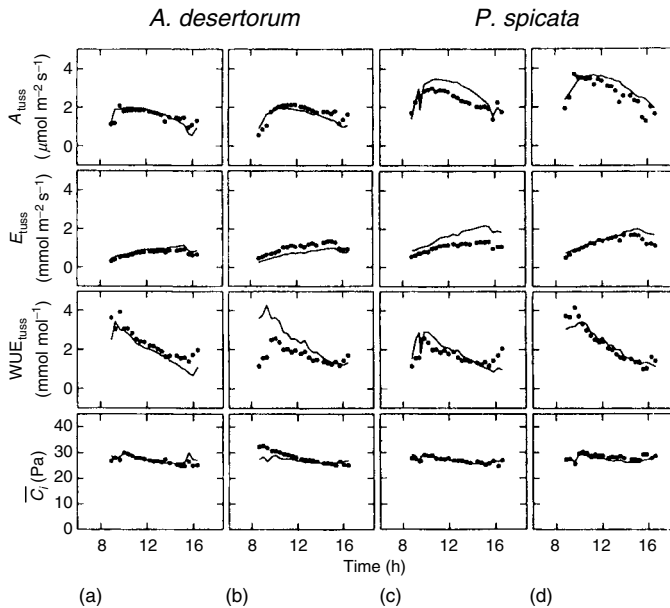 A. desertorum P. spicata
A_tuss
(μmol m⁻² s⁻¹)
4
2
0
E_tuss
(mmol m⁻² s⁻¹)
4
2
0
WUE_tuss
(mmol mol⁻¹)
4
2
0
C̅_i (Pa)
40
30
20
10
0
8 12 16 8 12 16 8 12 16 8 12 16
Time (h)
(a) (b) (c) (d)